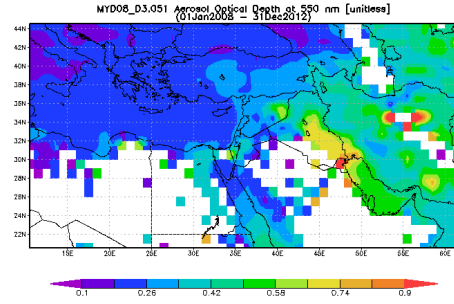 MYD08_D3.051 Aerosol Optical Depth at 550 nm [unitless]
(01Jan2008 - 31Dec2012)
44N
42N
40N
38N
36N
34N
32N
30N
28N
26N
24N
22N
15E 20E 25E 30E 35E 40E 45E 50E 55E 60E
0.1 0.26 0.42 0.58 0.74 0.9